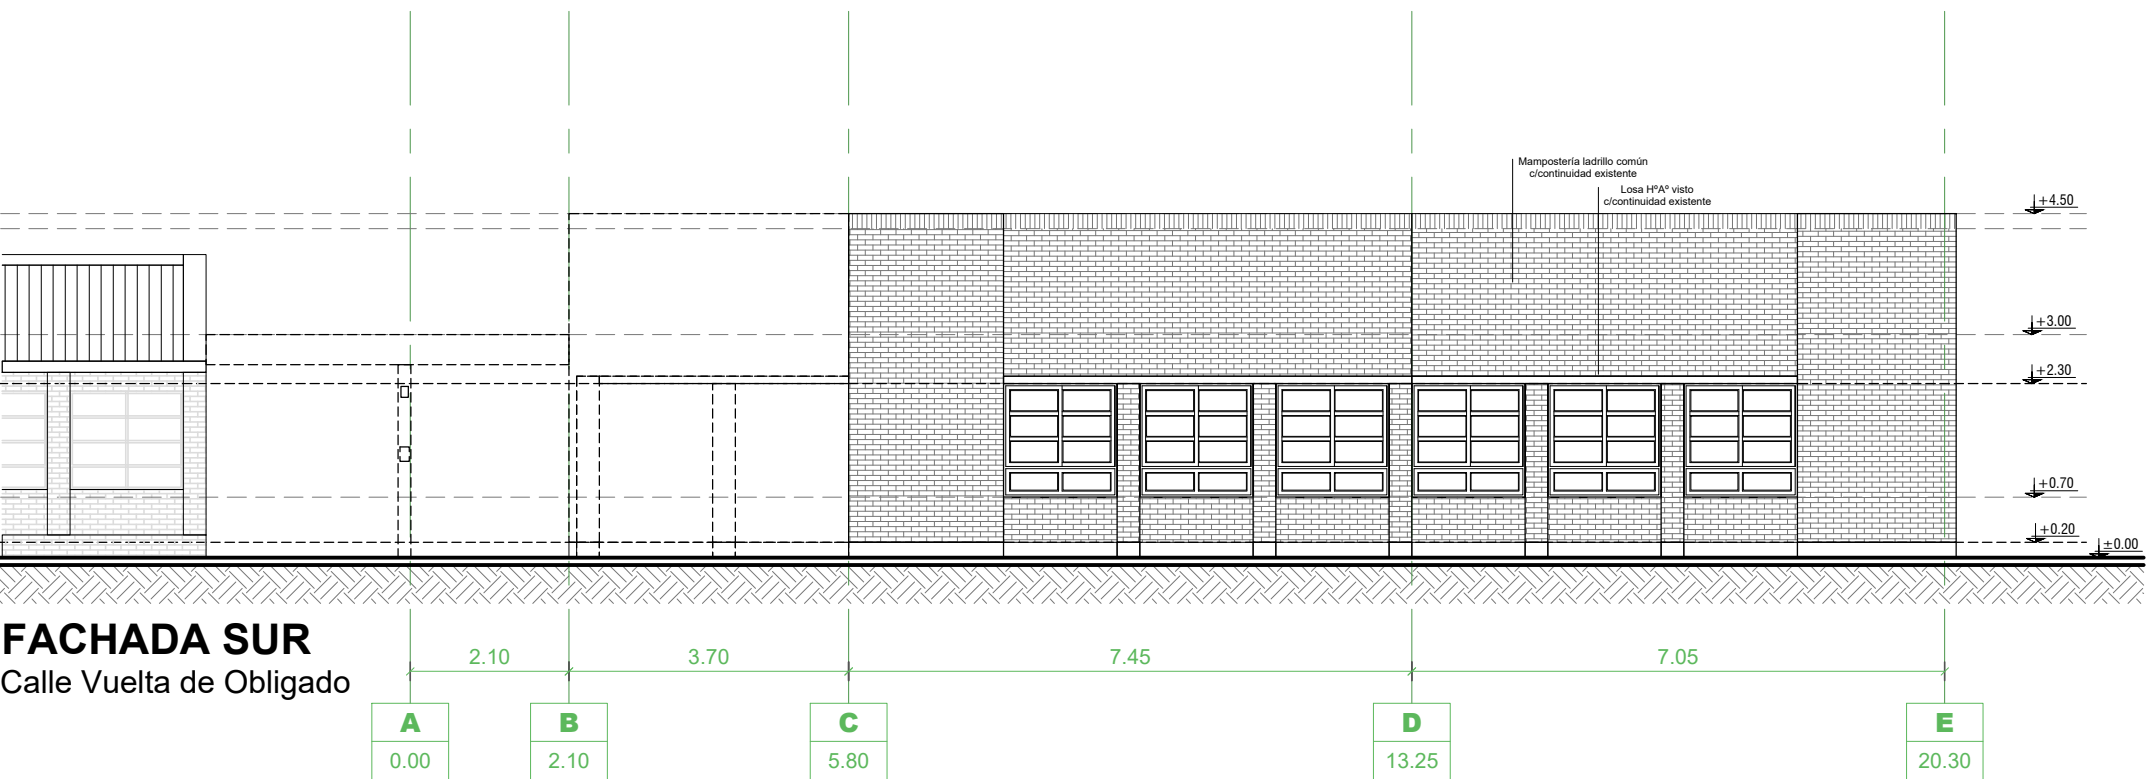 Mampostería ladrillo común
c/continuidad existente
Losa HºAº visto
c/continuidad existente
+4.50
+3.00
+2.30
+0.70
+0.20
±0.00
FACHADA SUR
Calle Vuelta de Obligado
2.10
3.70
7.45
7.05
A
0.00
B
2.10
C
5.80
D
13.25
E
20.30